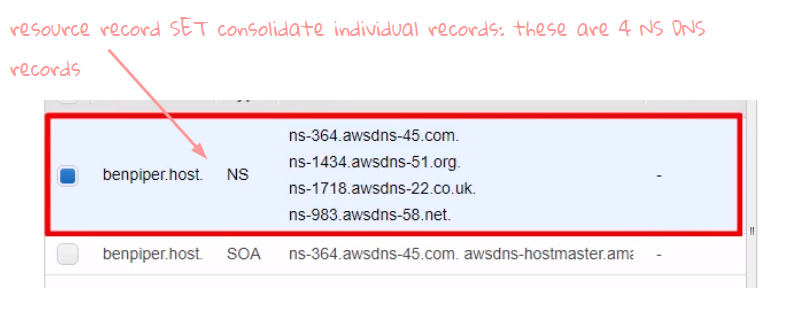 resource record SET consolidate individual records: these are 4 NS DNS
records
ns-364.awsdns-45.com.
ns-1434.awsdns-51.org.
benpiper.host. NS -
ns-1718.awsdns-22.co.uk.
ns-983.awsdns-58.net.
benpiper.host. SOA ns-364.awsdns-45.com. awsdns-hostmaster.ama -